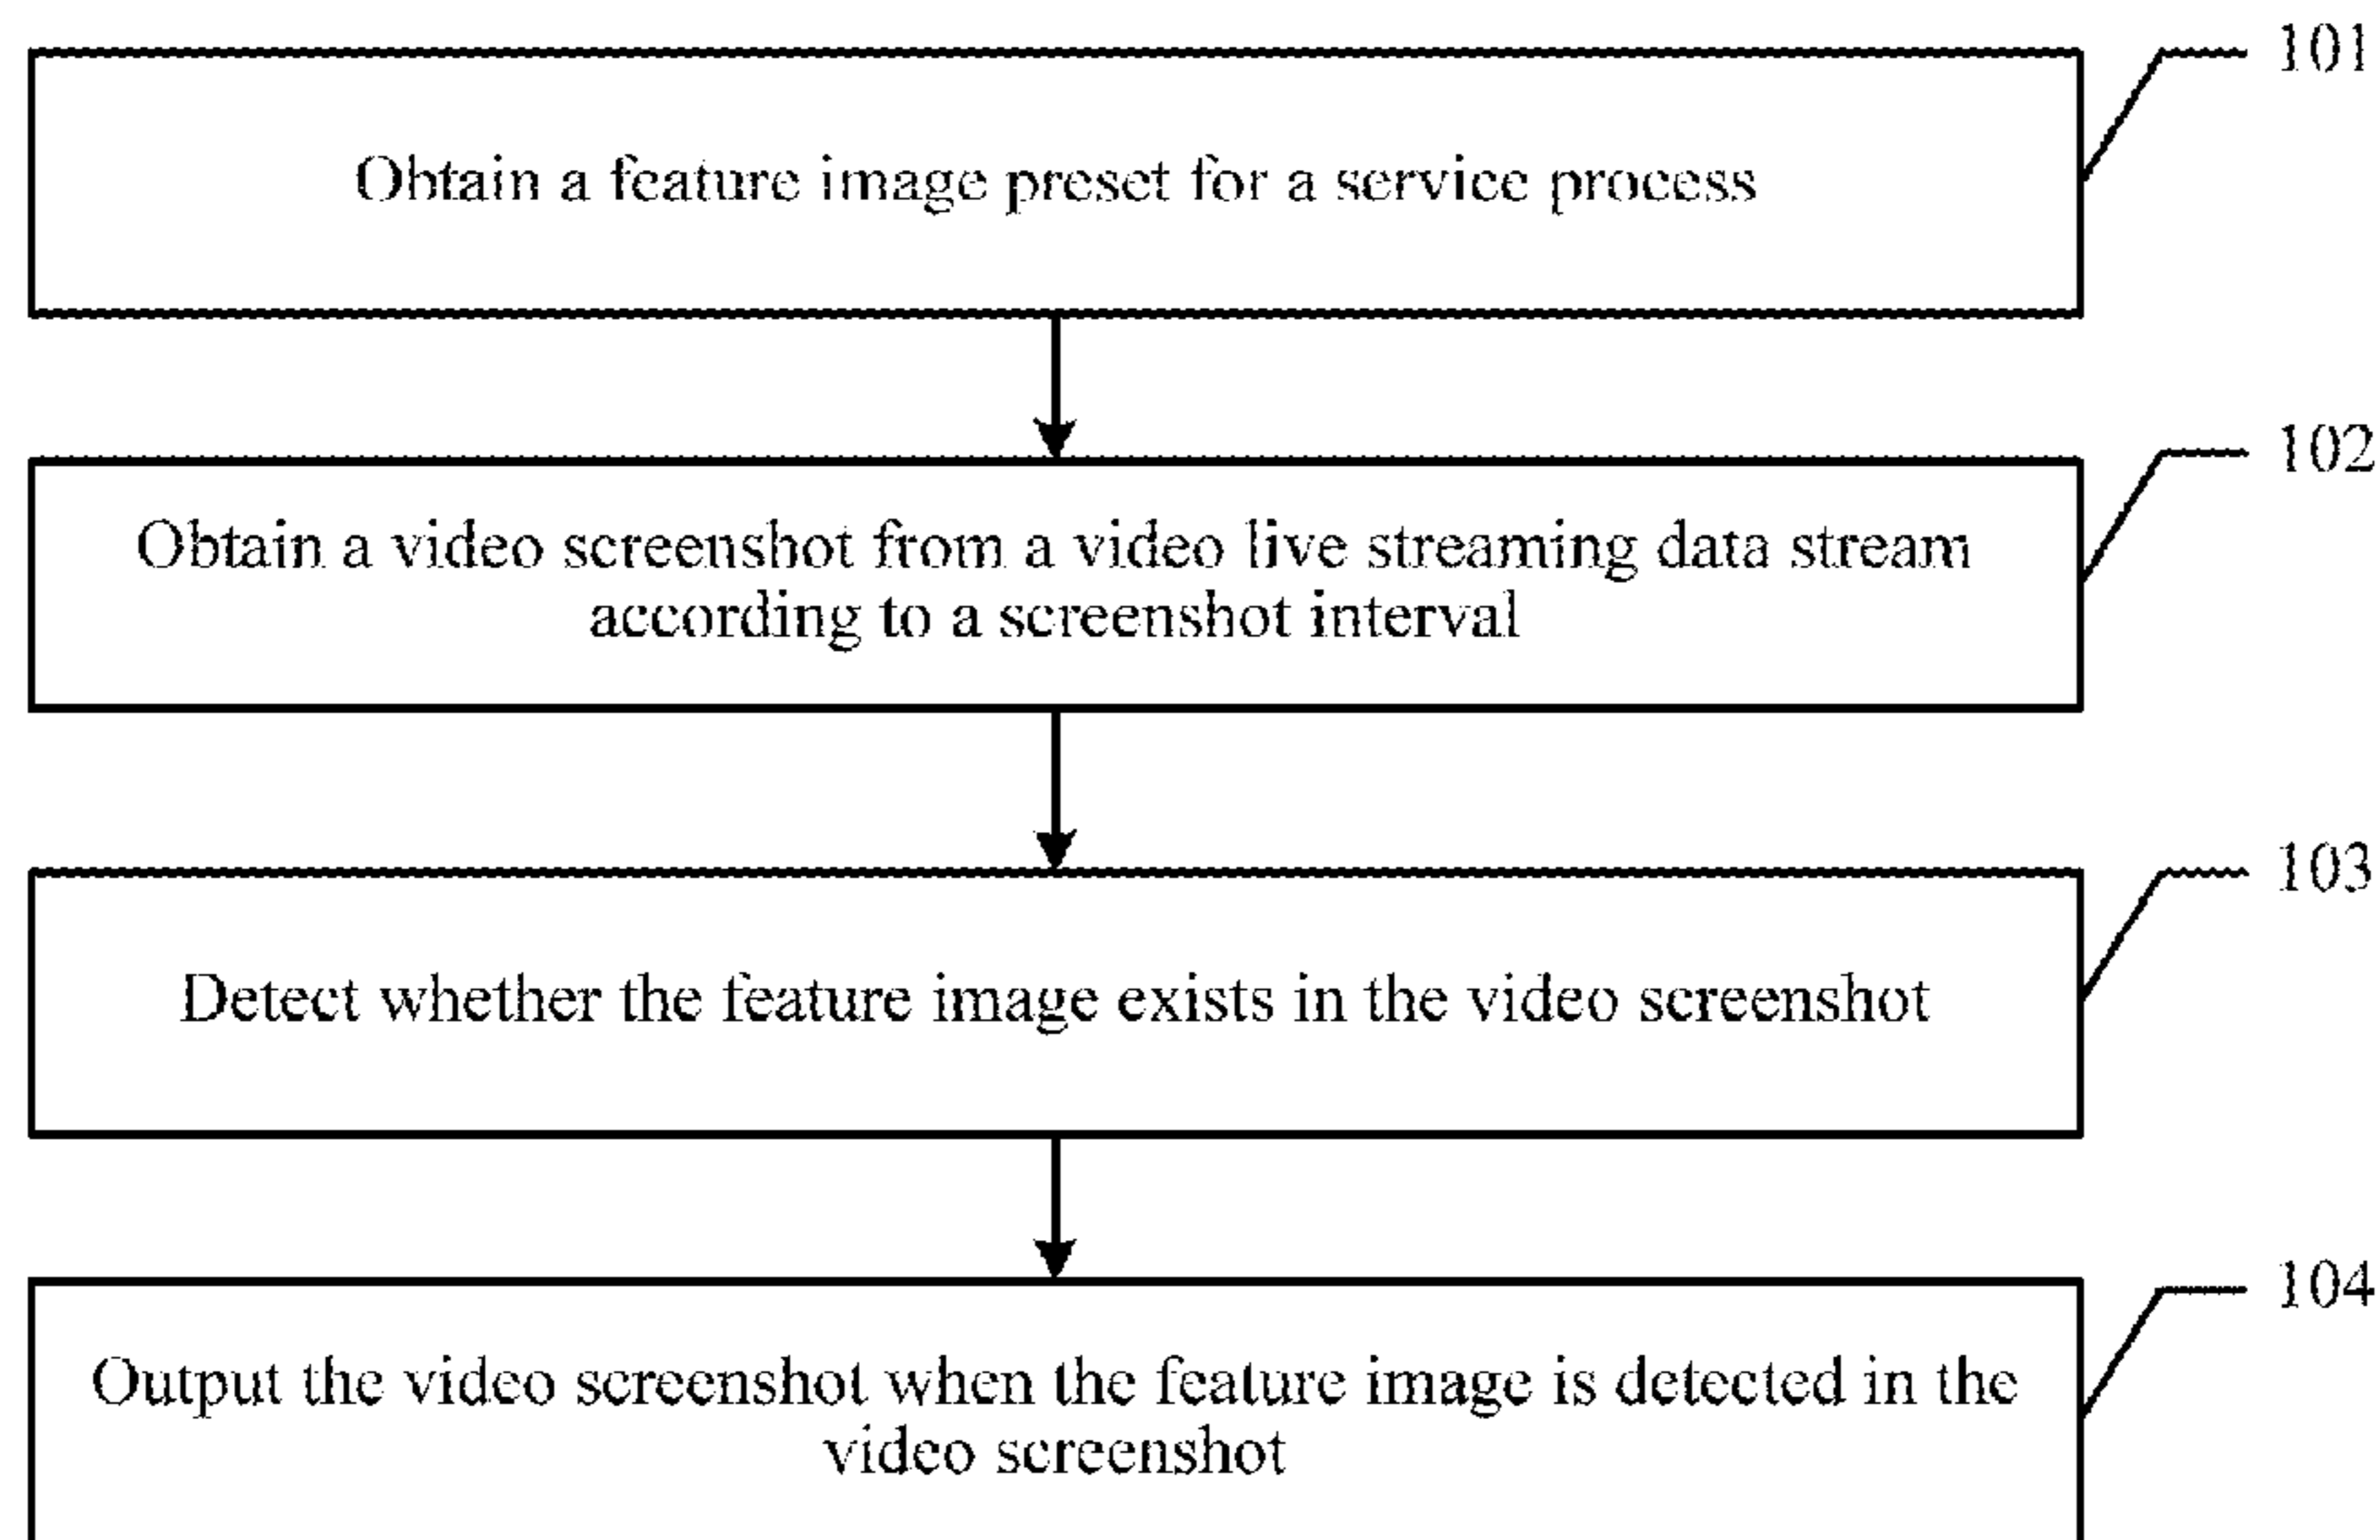 101
Obtain a feature image preset for a service process
102
Obtain a video screenshot from a video live streaming data stream
according to a screenshot interval
103
Detect whether the feature image exists in the video screenshot
104
Output the video screenshot when the feature image is detected in the
video screenshot